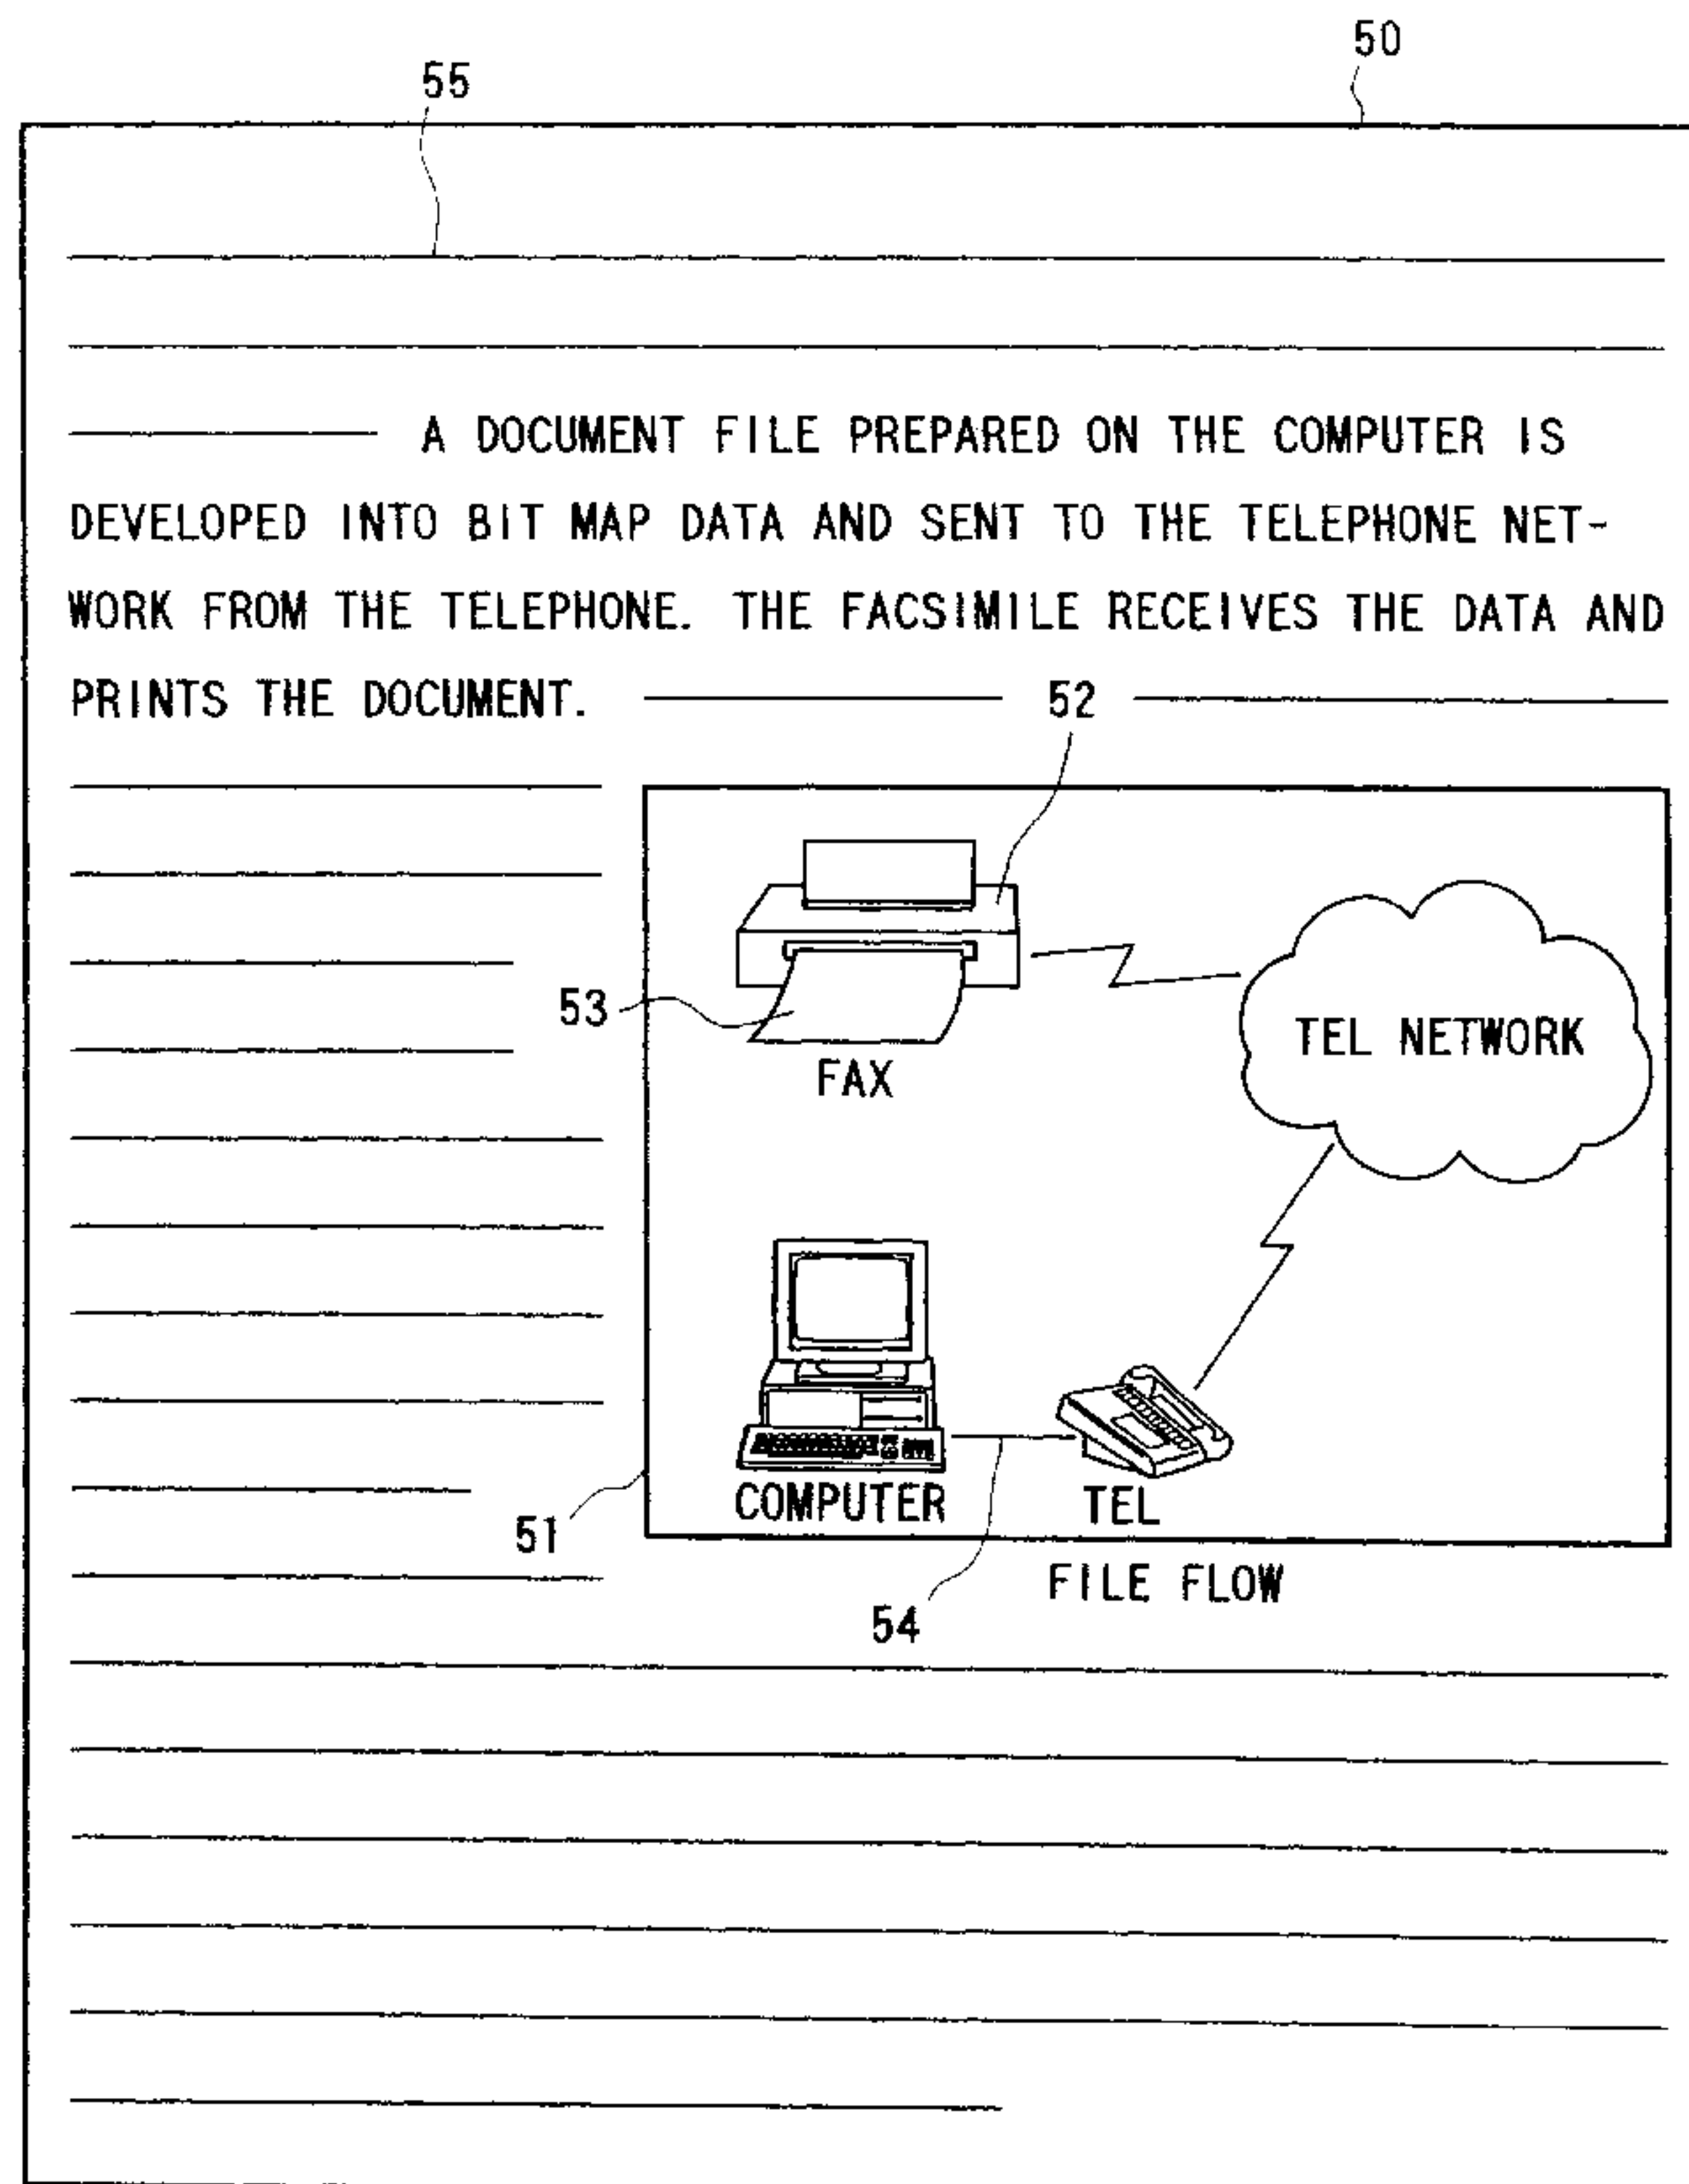 50
55
A DOCUMENT FILE PREPARED ON THE COMPUTER IS
DEVELOPED INTO BIT MAP DATA AND SENT TO THE TELEPHONE NET-
WORK FROM THE TELEPHONE. THE FACSIMILE RECEIVES THE DATA AND
PRINTS THE DOCUMENT.
52
53
FAX
TEL NETWORK
COMPUTER
TEL
51
FILE FLOW
54